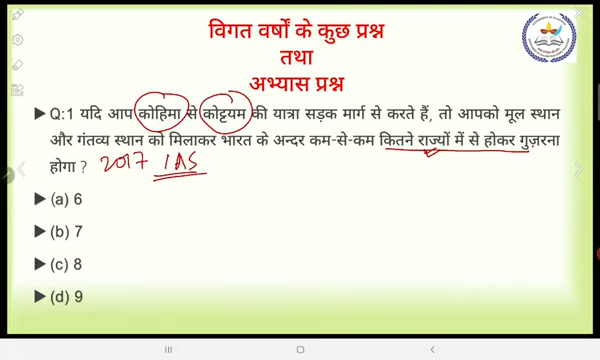 विगत वर्षों के कुछ प्रश्न
तथा
अभ्यास प्रश्न
Q:1 यदि आप कोहिमा से कोट्टयम की यात्रा सड़क मार्ग से करते हैं, तो आपको मूल स्थान
और गंतव्य स्थान को मिलाकर भारत के अन्दर कम-से-कम कितने राज्यों में से होकर गुज़रना
होगा ? 2017 IAS
(a) 6
(b) 7
(c) 8
(d) 9